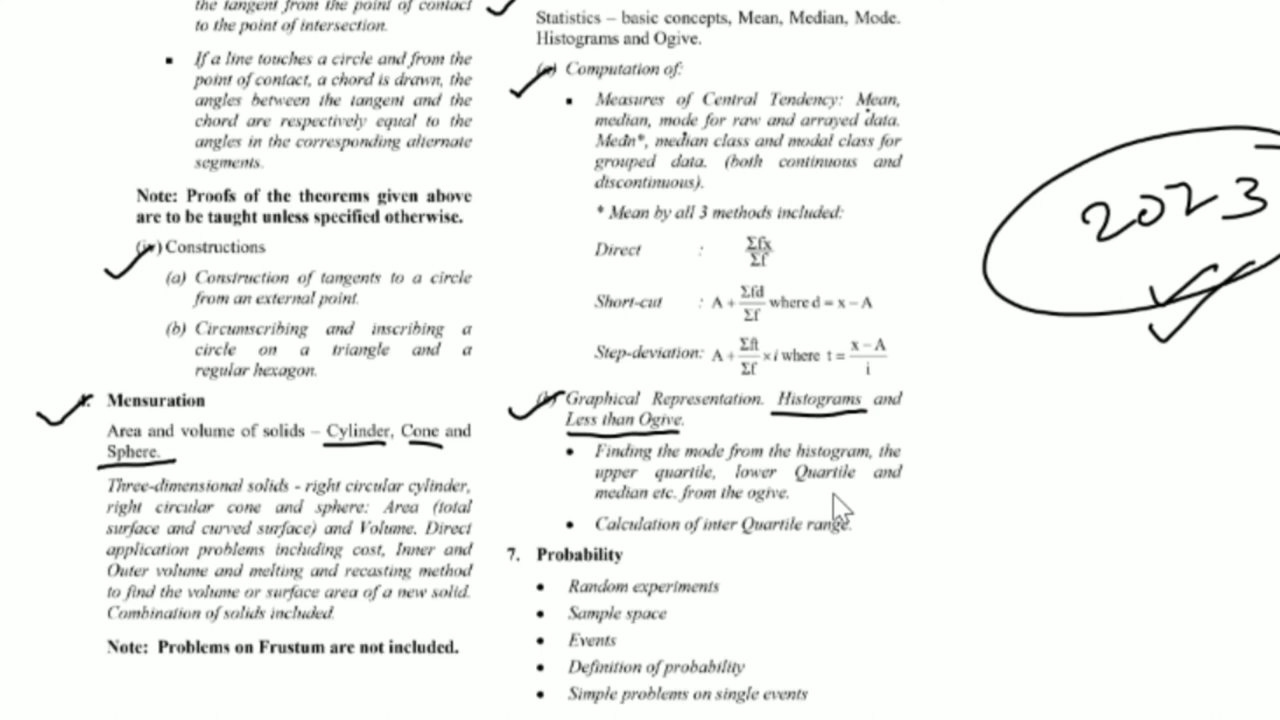 the tangent from the point of contact
to the point of intersection.
▪ If a line touches a circle and from the
point of contact, a chord is drawn, the
angles between the tangent and the
chord are respectively equal to the
angles in the corresponding alternate
segments.
Note: Proofs of the theorems given above
are to be taught unless specified otherwise.
(iv) Constructions
(a) Construction of tangents to a circle
from an external point.
(b) Circumscribing and inscribing a
circle on a triangle and a
regular hexagon.
Mensuration
Area and volume of solids – Cylinder, Cone and
Sphere.
Three-dimensional solids - right circular cylinder,
right circular cone and sphere: Area (total
surface and curved surface) and Volume. Direct
application problems including cost, Inner and
Outer volume and melting and recasting method
to find the volume or surface area of a new solid.
Combination of solids included.
Note: Problems on Frustum are not included.
Statistics – basic concepts, Mean, Median, Mode.
Histograms and Ogive.
Computation of:
▪ Measures of Central Tendency: Mean,
median, mode for raw and arrayed data.
Mean*, median class and modal class for
grouped data. (both continuous and
discontinuous).
* Mean by all 3 methods included:
Direct : Σfx/Σf
Short-cut : A + Σfd/Σf where d = x – A
Step-deviation: A + Σft/Σf × i where t = x – A/i
Graphical Representation. Histograms and
Less than Ogive.
• Finding the mode from the histogram, the
upper quartile, lower Quartile and
median etc. from the ogive.
• Calculation of inter Quartile range.
7. Probability
• Random experiments
• Sample space
• Events
• Definition of probability
• Simple problems on single events
2023